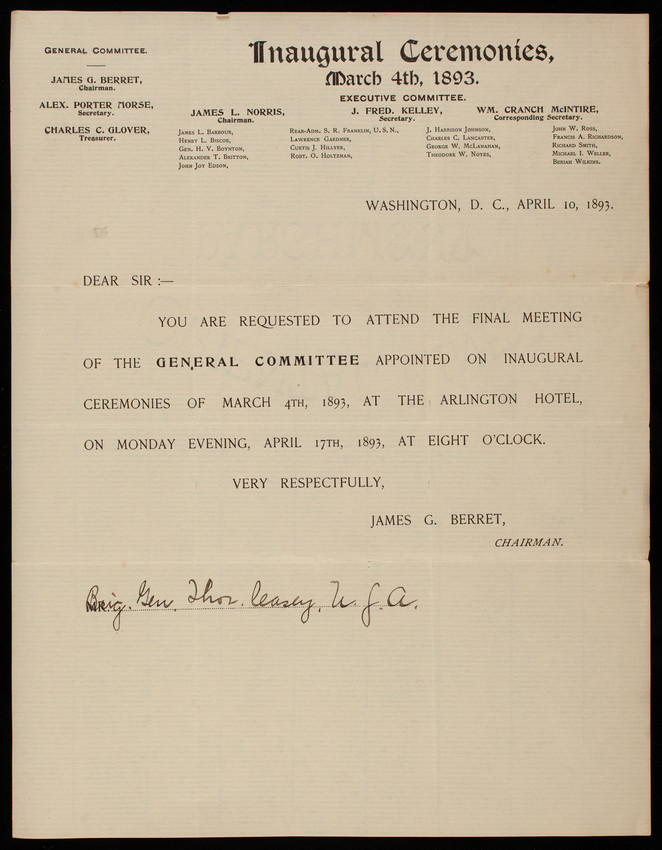 GENERAL COMMITTEE.
JAMES G. BERRET,
Chairman.
ALEX. PORTER MORSE,
Secretary.
CHARLES C. GLOVER,
Treasurer.
Inaugural Ceremonies,
March 4th, 1893.
EXECUTIVE COMMITTEE.
JAMES L. NORRIS,
Chairman.
J. FRED. KELLEY,
Secretary.
WM. CRANCH McINTIRE,
Corresponding Secretary.
JAMES L. BARBOUR,
HENRY L. BISCOE,
GEN. H. V. BOYNTON,
ALEXANDER T. BRITTON,
JOHN JOY EDSON,
REAR-ADM. S. R. FRANKLIN, U. S. N.,
LAWRENCE GARDNER,
CURTIS J. HILLYER,
ROBT. O. HOLTZMAN,
J. HARRISON JOHNSON,
CHARLES C. LANCASTER,
GEORGE W. McLANAHAN,
THEODORE W. NOYES,
JOHN W. ROSS,
FRANCIS A. RICHARDSON,
RICHARD SMITH,
MICHAEL I. WELLER,
BERIAH WILKINS.
WASHINGTON, D. C., APRIL 10, 1893.
DEAR SIR :—
YOU ARE REQUESTED TO ATTEND THE FINAL MEETING
OF THE GENERAL COMMITTEE APPOINTED ON INAUGURAL
CEREMONIES OF MARCH 4TH, 1893, AT THE ARLINGTON HOTEL,
ON MONDAY EVENING, APRIL 17TH, 1893, AT EIGHT O'CLOCK.
VERY RESPECTFULLY,
JAMES G. BERRET,
CHAIRMAN.
Brig. Gen. Thos. Casey, U. S. A.